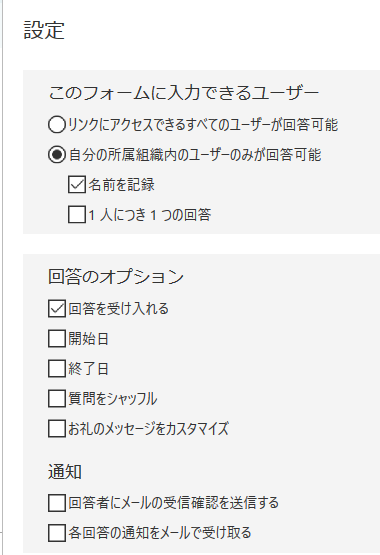 設定
このフォームに入力できるユーザー
リンクにアクセスできるすべてのユーザーが回答可能
自分の所属組織内のユーザーのみが回答可能
名前を記録
1 人につき 1 つの回答
回答のオプション
回答を受け入れる
開始日
終了日
質問をシャッフル
お礼のメッセージをカスタマイズ
通知
回答者にメールの受信確認を送信する
各回答の通知をメールで受け取る